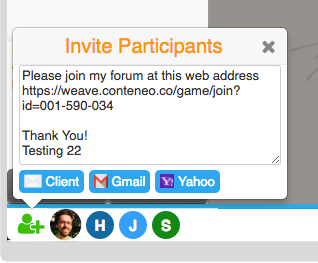 Invite Participants
Please join my forum at this web address
https://weave.conteneo.co/game/join?
id=001-590-034
Thank You!
Testing 22
Client Gmail Yahoo
H J S